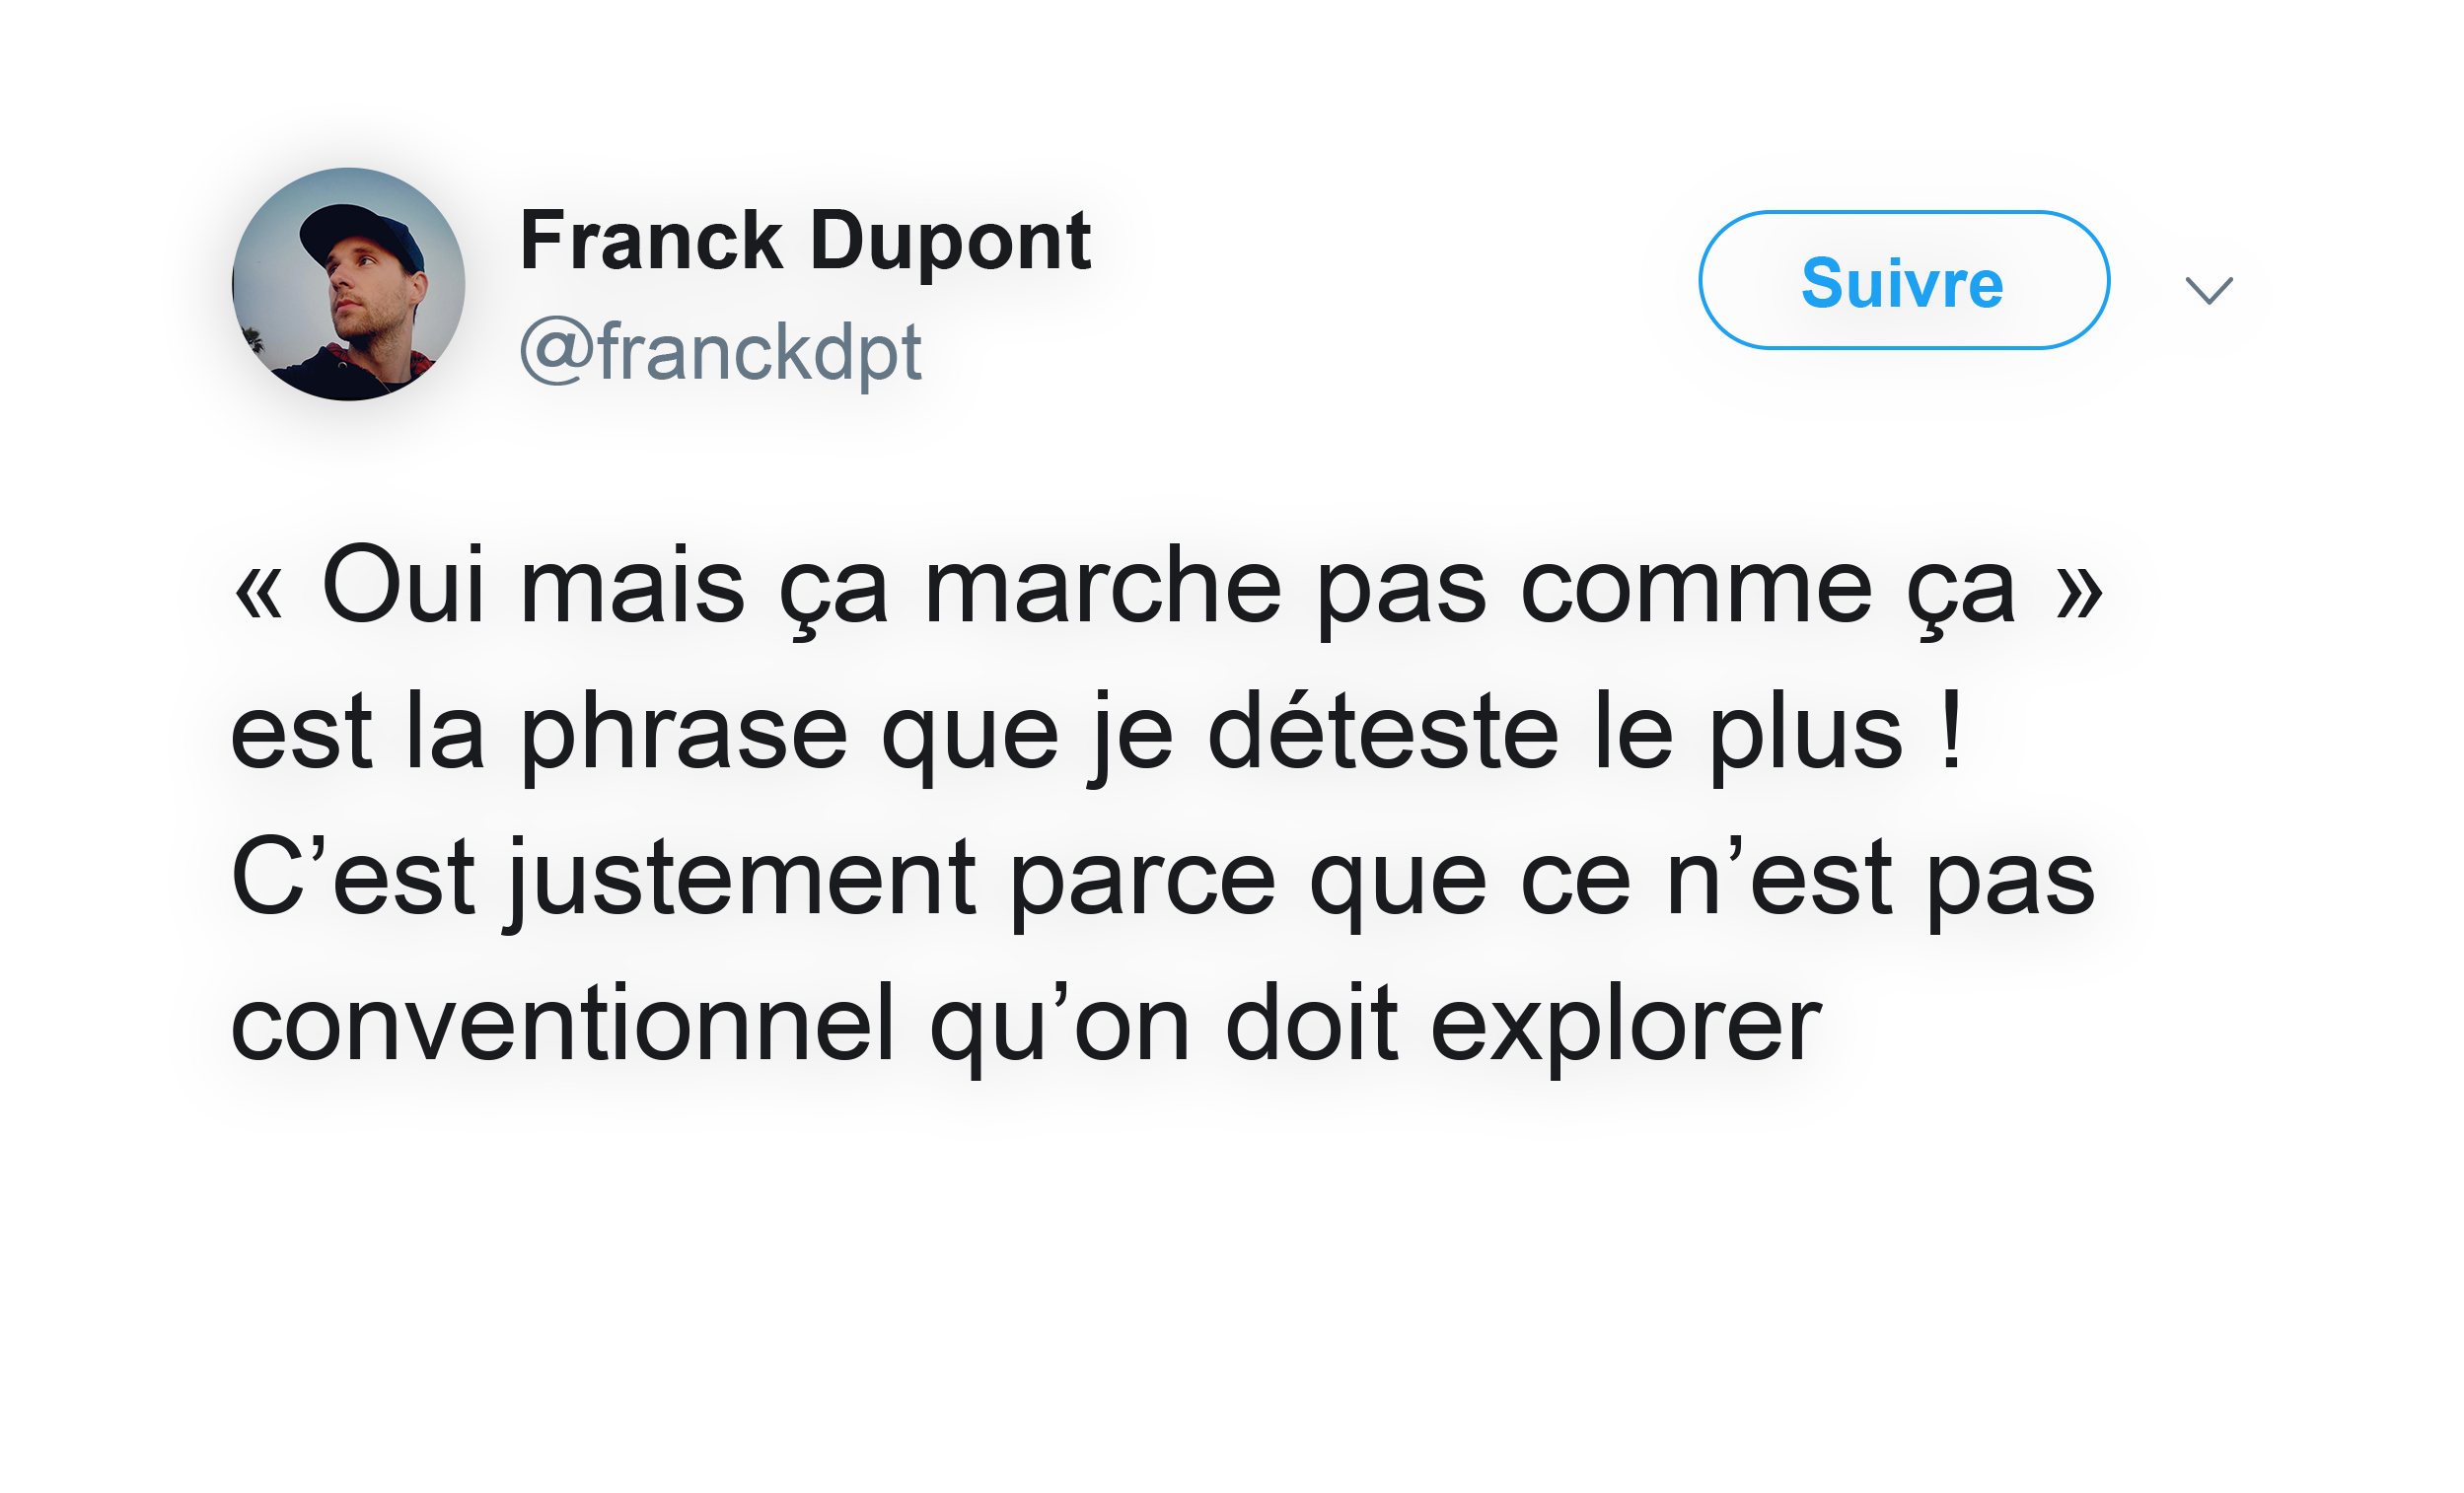 Franck Dupont
@franckdpt
Suivre
« Oui mais ça marche pas comme ça »
est la phrase que je déteste le plus !
C’est justement parce que ce n’est pas
conventionnel qu’on doit explorer